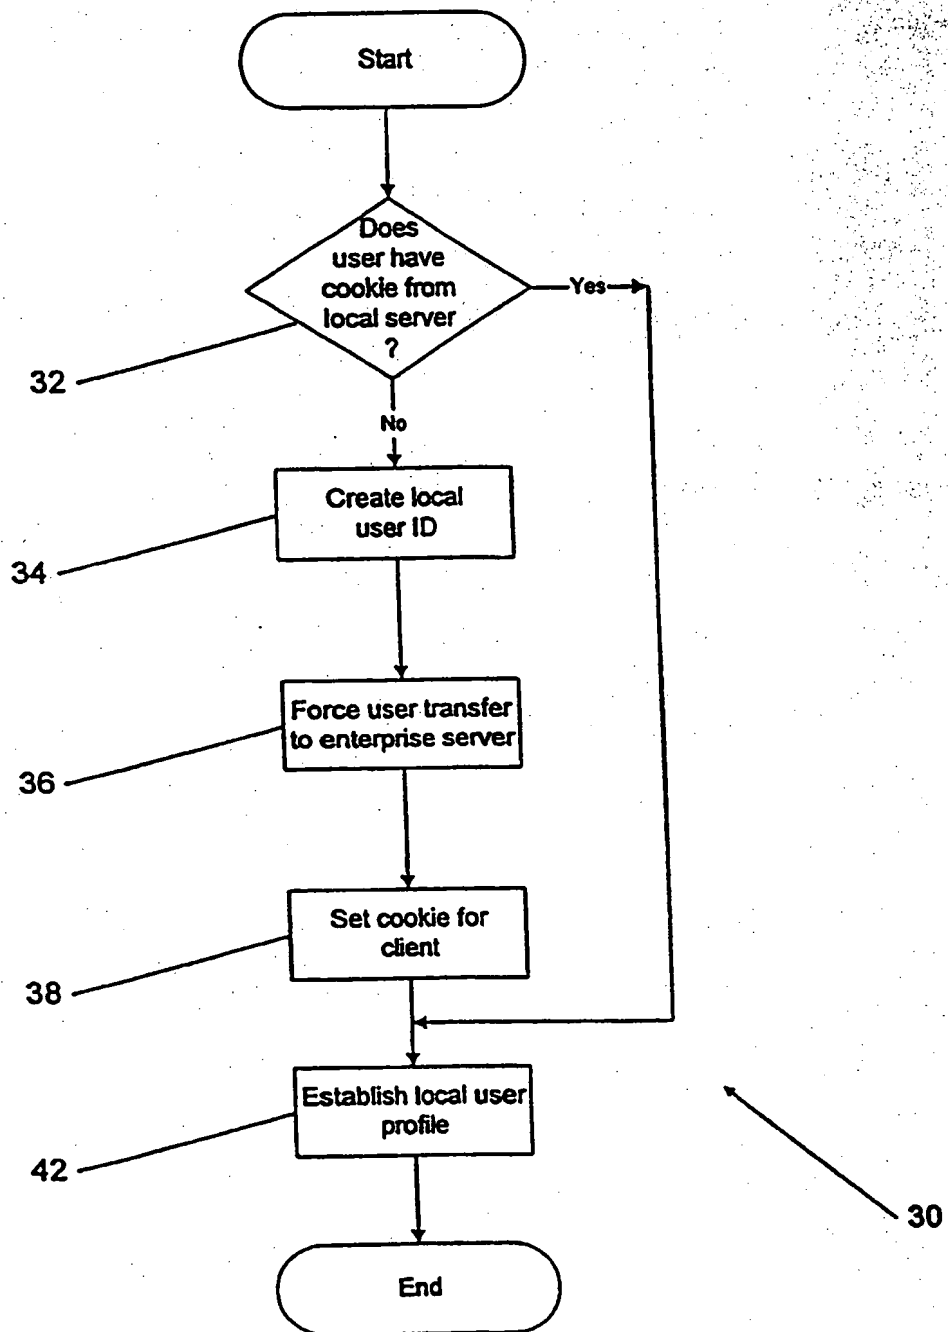 Start
Does
user have
cookie from
local server
?
Yes
32
No
Create local
user ID
34
Force user transfer
to enterprise server
36
Set cookie for
client
38
Establish local user
profile
42
30
End